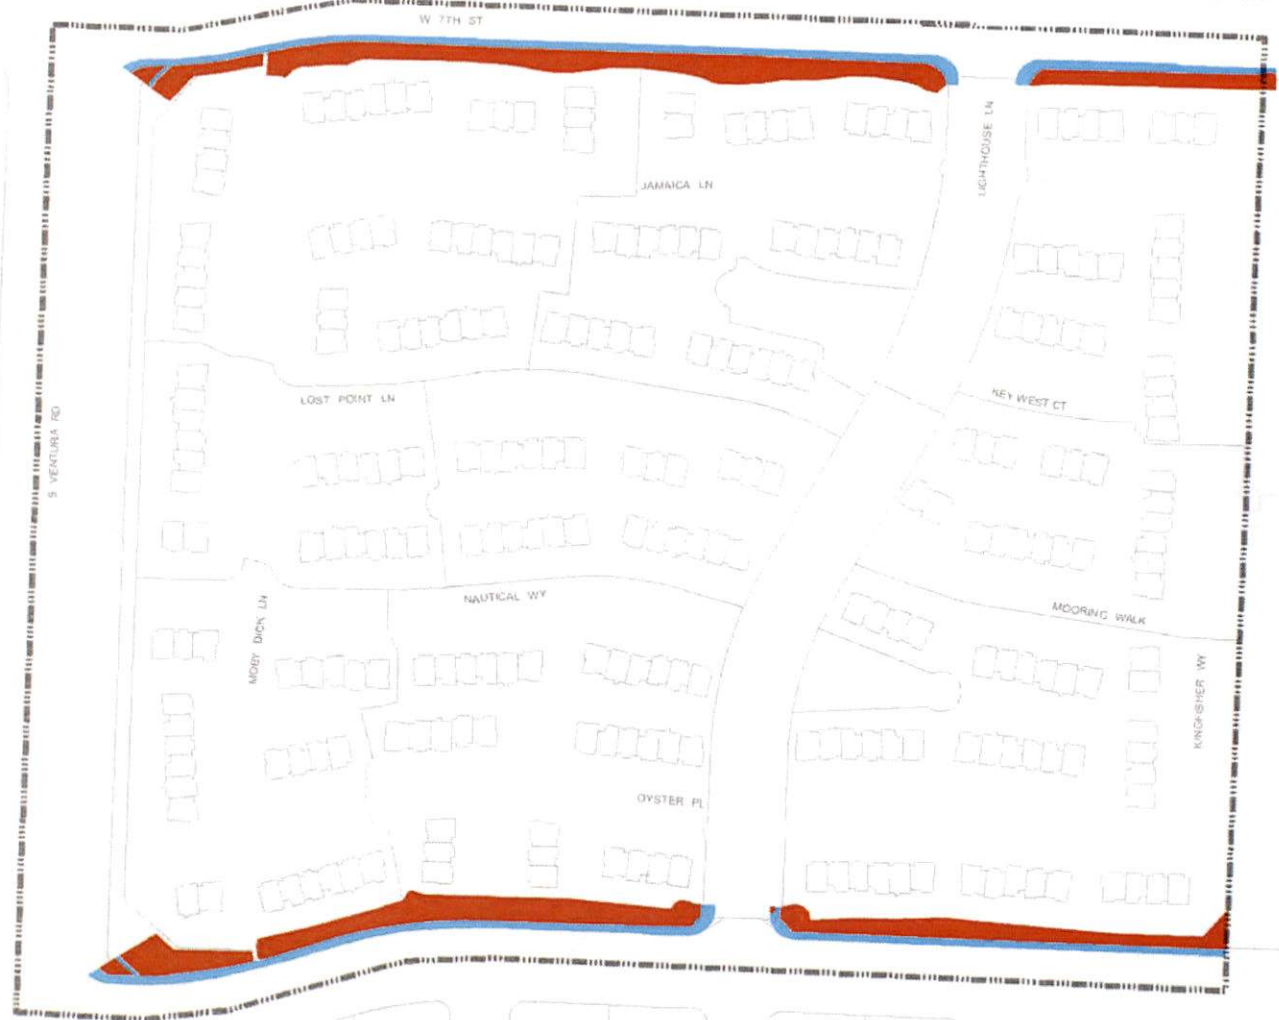 W 7TH ST
LIGHTHOUSE LN
JAMAICA LN
LOST POINT LN
KEY WEST CT
S VENTURA RD
NAUTICAL WY
MOBY DICK LN
MOORING WALK
KINGFISHER WY
OYSTER PL